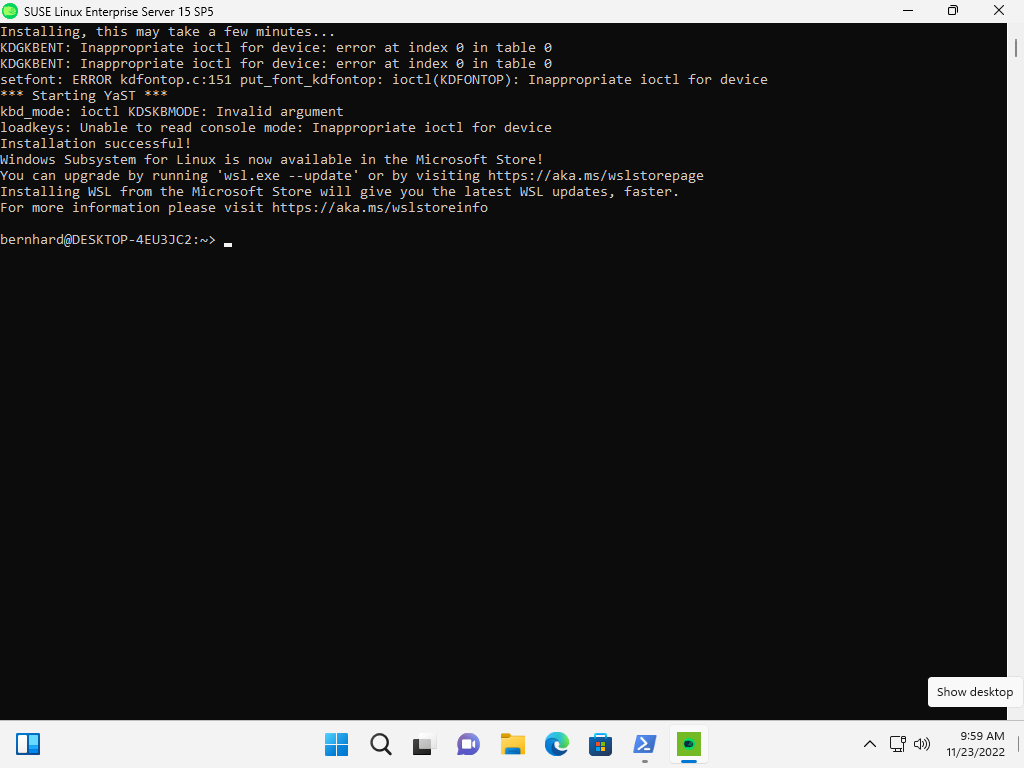 SUSE Linux Enterprise Server 15 SP5
Installing, this may take a few minutes...
KDGKBENT: Inappropriate ioctl for device: error at index 0 in table 0
KDGKBENT: Inappropriate ioctl for device: error at index 0 in table 0
setfont: ERROR kdfontop.c:151 put_font_kdfontop: ioctl(KDFONTOP): Inappropriate ioctl for device
*** Starting YaST ***
kbd_mode: ioctl KDSKBMODE: Invalid argument
loadkeys: Unable to read console mode: Inappropriate ioctl for device
Installation successful!
Windows Subsystem for Linux is now available in the Microsoft Store!
You can upgrade by running 'wsl.exe --update' or by visiting https://aka.ms/wslstorepage
Installing WSL from the Microsoft Store will give you the latest WSL updates, faster.
For more information please visit https://aka.ms/wslstoreinfo
bernhard@DESKTOP-4EU3JC2:~>
Show desktop
9:59 AM
11/23/2022